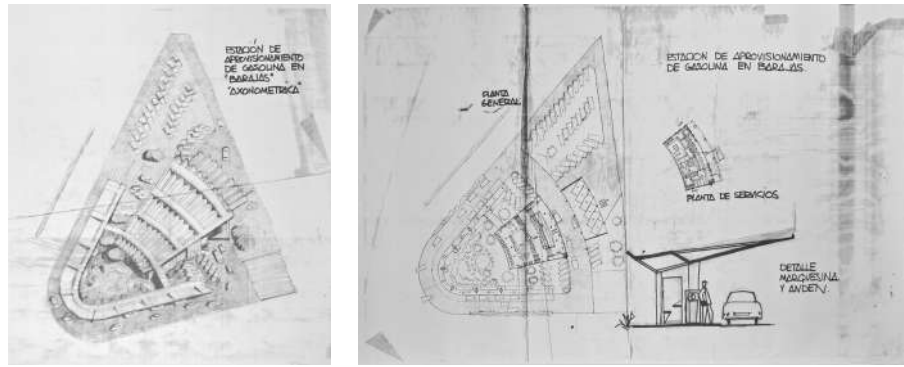 ESTACION DE
APROVISIONAMIENTO
DE GASOLINA EN
"BARAJAS"
"AXONOMETRICA"
PLANTA
GENERAL
ESTACION DE APROVISIONAMIENTO
DE GASOLINA EN BARAJAS.
PLANTA DE SERVICIOS
DETALLE
MARQUESINA
Y ANDEN.